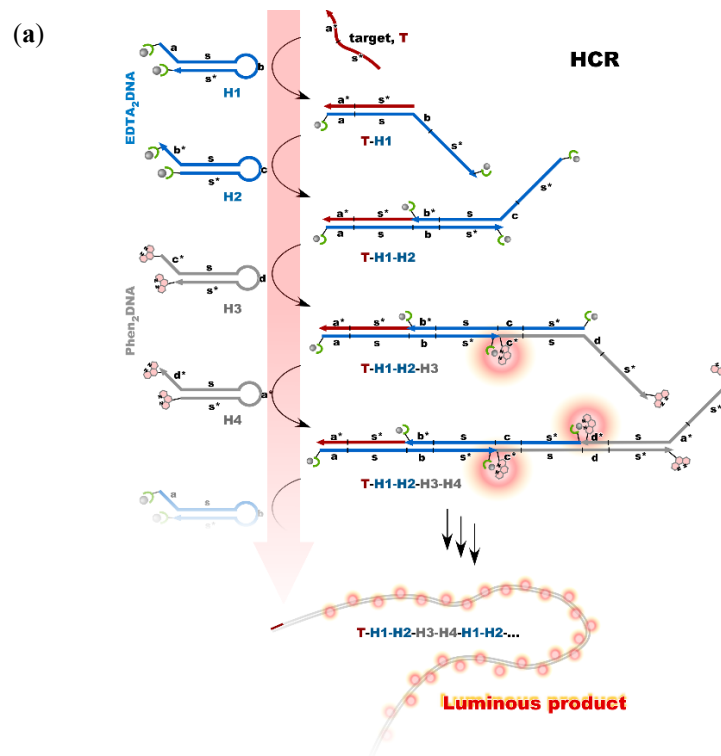 (a)
HCR
target, T
a*
s*
EDTA₂DNA
a
s
s*
b
H1
a*
s*
a
s
b
s*
T-H1
b*
s
s*
c
H2
a*
s*
b*
s
c
s*
a
s
b
s*
T-H1-H2
Phen₂DNA
c*
s
s*
d
H3
a*
s*
b*
s
c
s*
a
s
b
s*
c*
s
d
s*
T-H1-H2-H3
d*
s
s*
a*
H4
a*
s*
b*
s
c
s*
d*
s
a*
s*
a
s
b
s*
c*
s
d
s*
T-H1-H2-H3-H4
a
s
s*
b
T-H1-H2-H3-H4-H1-H2-...
Luminous product